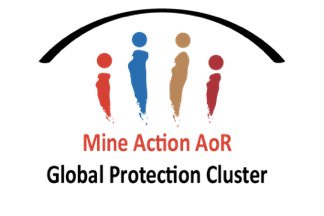 Mine Action AoR
Global Protection Cluster